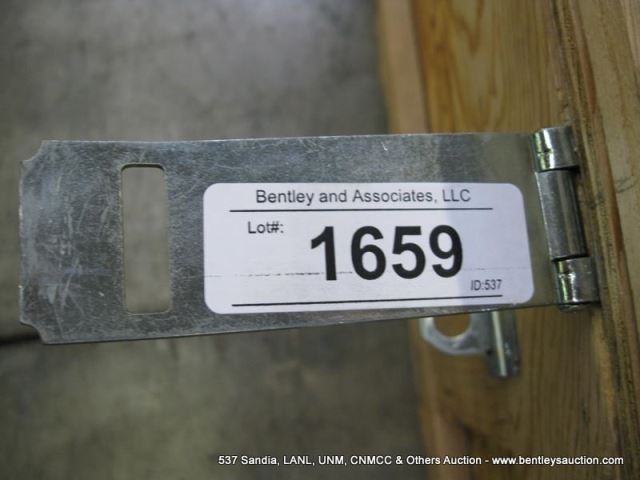 Bentley and Associates, LLC
Lot#:
1659
ID:537
537 Sandia, LANL, UNM, CNMCC & Others Auction - www.bentleysauction.com